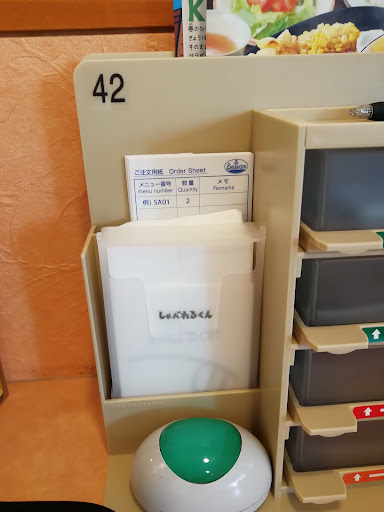 42
K
ご注文用紙 Order Sheet
メニュー番号 数量 メモ
menu number Quantity Remarks
例) SA01 2
しゃべれるくん